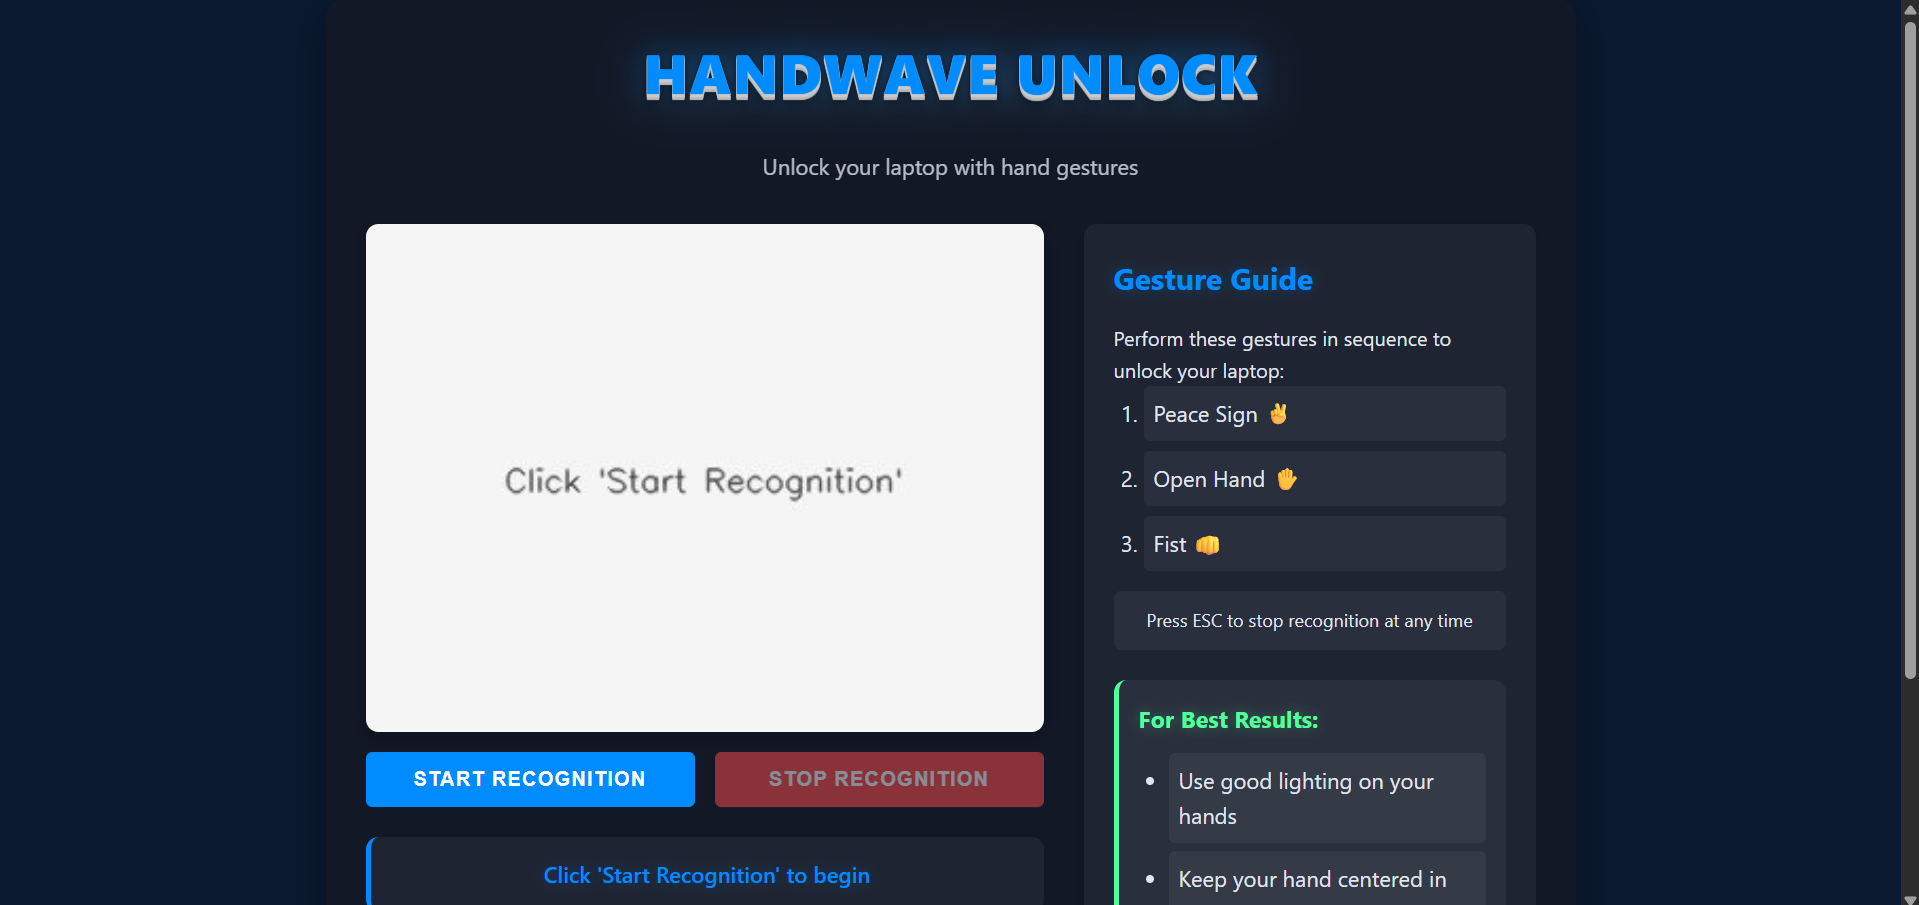 HANDWAVE UNLOCK
Unlock your laptop with hand gestures
Click 'Start Recognition'
START RECOGNITION
STOP RECOGNITION
Click 'Start Recognition' to begin
Gesture Guide
Perform these gestures in sequence to
unlock your laptop:
1. Peace Sign ✌
2. Open Hand ✋
3. Fist 👊
Press ESC to stop recognition at any time
For Best Results:
• Use good lighting on your
hands
• Keep your hand centered in